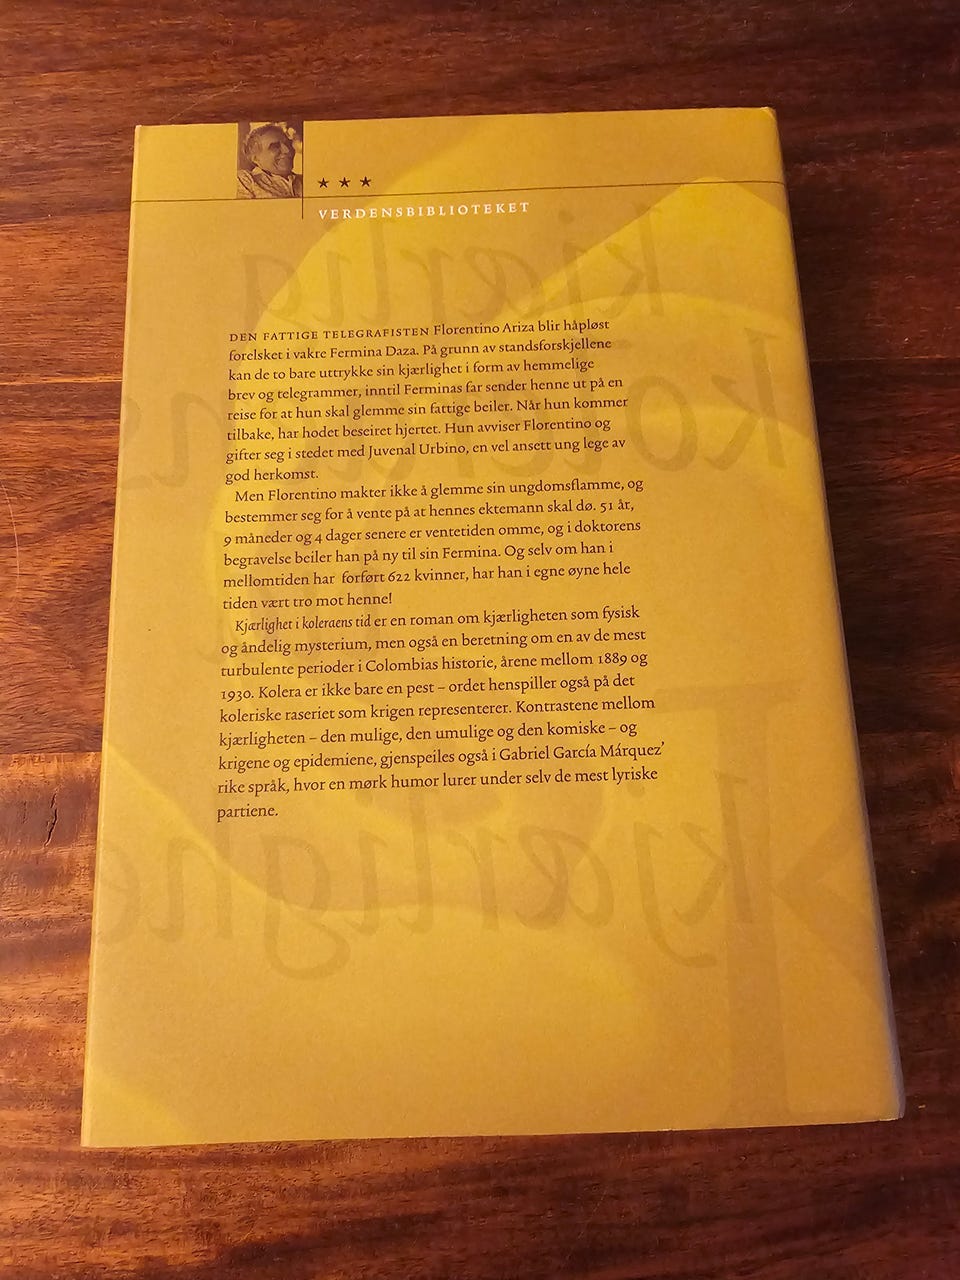 ★ ★ ★
VERDENSBIBLIOTEKET
kjærlig
kolerans
DEN FATTIGE TELEGRAFISTEN Florentino Ariza blir håpløst
forelsket i vakre Fermina Daza. På grunn av standsforskjellene
kan de to bare uttrykke sin kjærlighet i form av hemmelige
brev og telegrammer, inntil Ferminas far sender henne ut på en
reise for at hun skal glemme sin fattige beiler. Når hun kommer
tilbake, har hodet beseiret hjertet. Hun avviser Florentino og
gifter seg i stedet med Juvenal Urbino, en vel ansett ung lege av
god herkomst.
Men Florentino makter ikke å glemme sin ungdomsflamme, og
bestemmer seg for å vente på at hennes ektemann skal dø. 51 år,
9 måneder og 4 dager senere er ventetiden omme, og i doktorens
begravelse beiler han på ny til sin Fermina. Og selv om han i
mellomtiden har forført 622 kvinner, har han i egne øyne hele
tiden vært tro mot henne!
Kjærlighet i koleraens tid er en roman om kjærligheten som fysisk
og åndelig mysterium, men også en beretning om en av de mest
turbulente perioder i Colombias historie, årene mellom 1889 og
1930. Kolera er ikke bare en pest – ordet henspiller også på det
koleriske raseriet som krigen representerer. Kontrastene mellom
kjærligheten – den mulige, den umulige og den komiske – og
krigene og epidemiene, gjenspeiles også i Gabriel García Márquez'
rike språk, hvor en mørk humor lurer under selv de mest lyriske
partiene.
kjærlighe